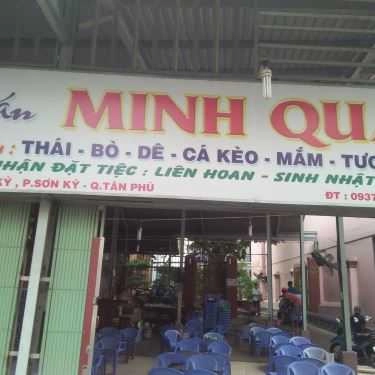 MINH QUA
: THÁI - BÒ - DÊ - CÁ KÈO - MẮM - TƯƠ
NHẬN ĐẶT TIỆC : LIÊN HOAN - SINH NHẬT
KỲ , P.SƠN KỲ - Q.TÂN PHÚ
ĐT : 0937